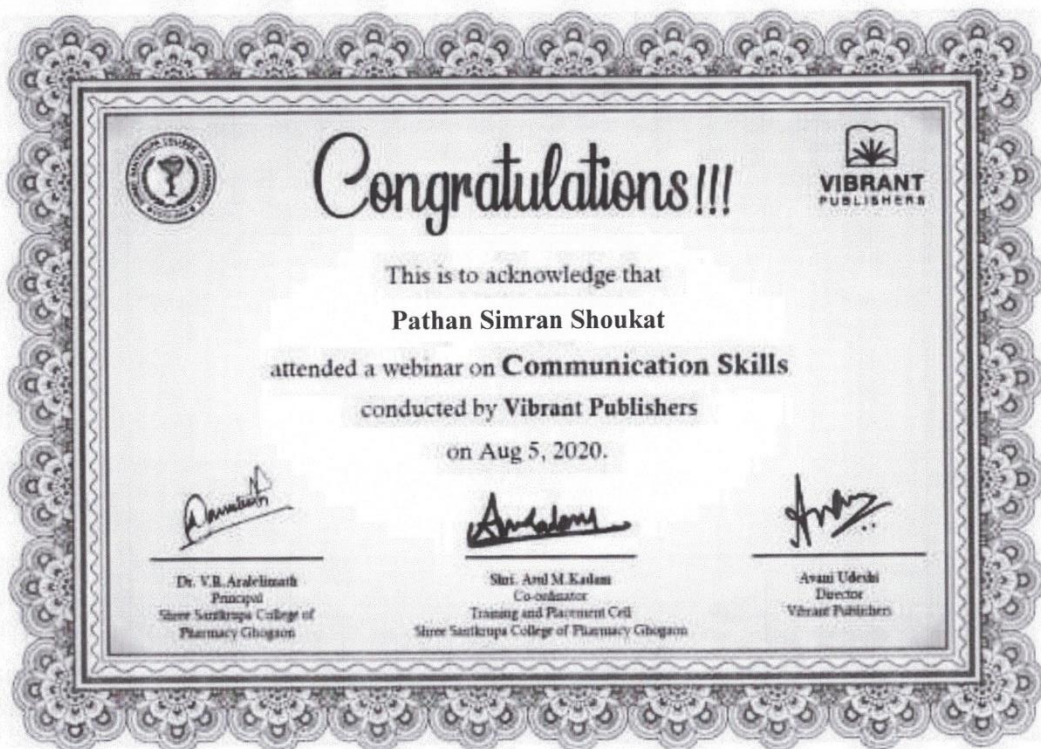 Congratulations!!!
VIBRANT
PUBLISHERS
This is to acknowledge that
Pathan Simran Shoukat
attended a webinar on Communication Skills
conducted by Vibrant Publishers
on Aug 5, 2020.
Dr. V.R. Aralelimath
Principal
Shree Santkrupa College of
Pharmacy Ghogaon
Shri. Amol M.Kadam
Co-ordinator
Training and Placement Cell
Shree Santkrupa College of Pharmacy Ghogaon
Avani Udeshi
Director
Vibrant Publishers